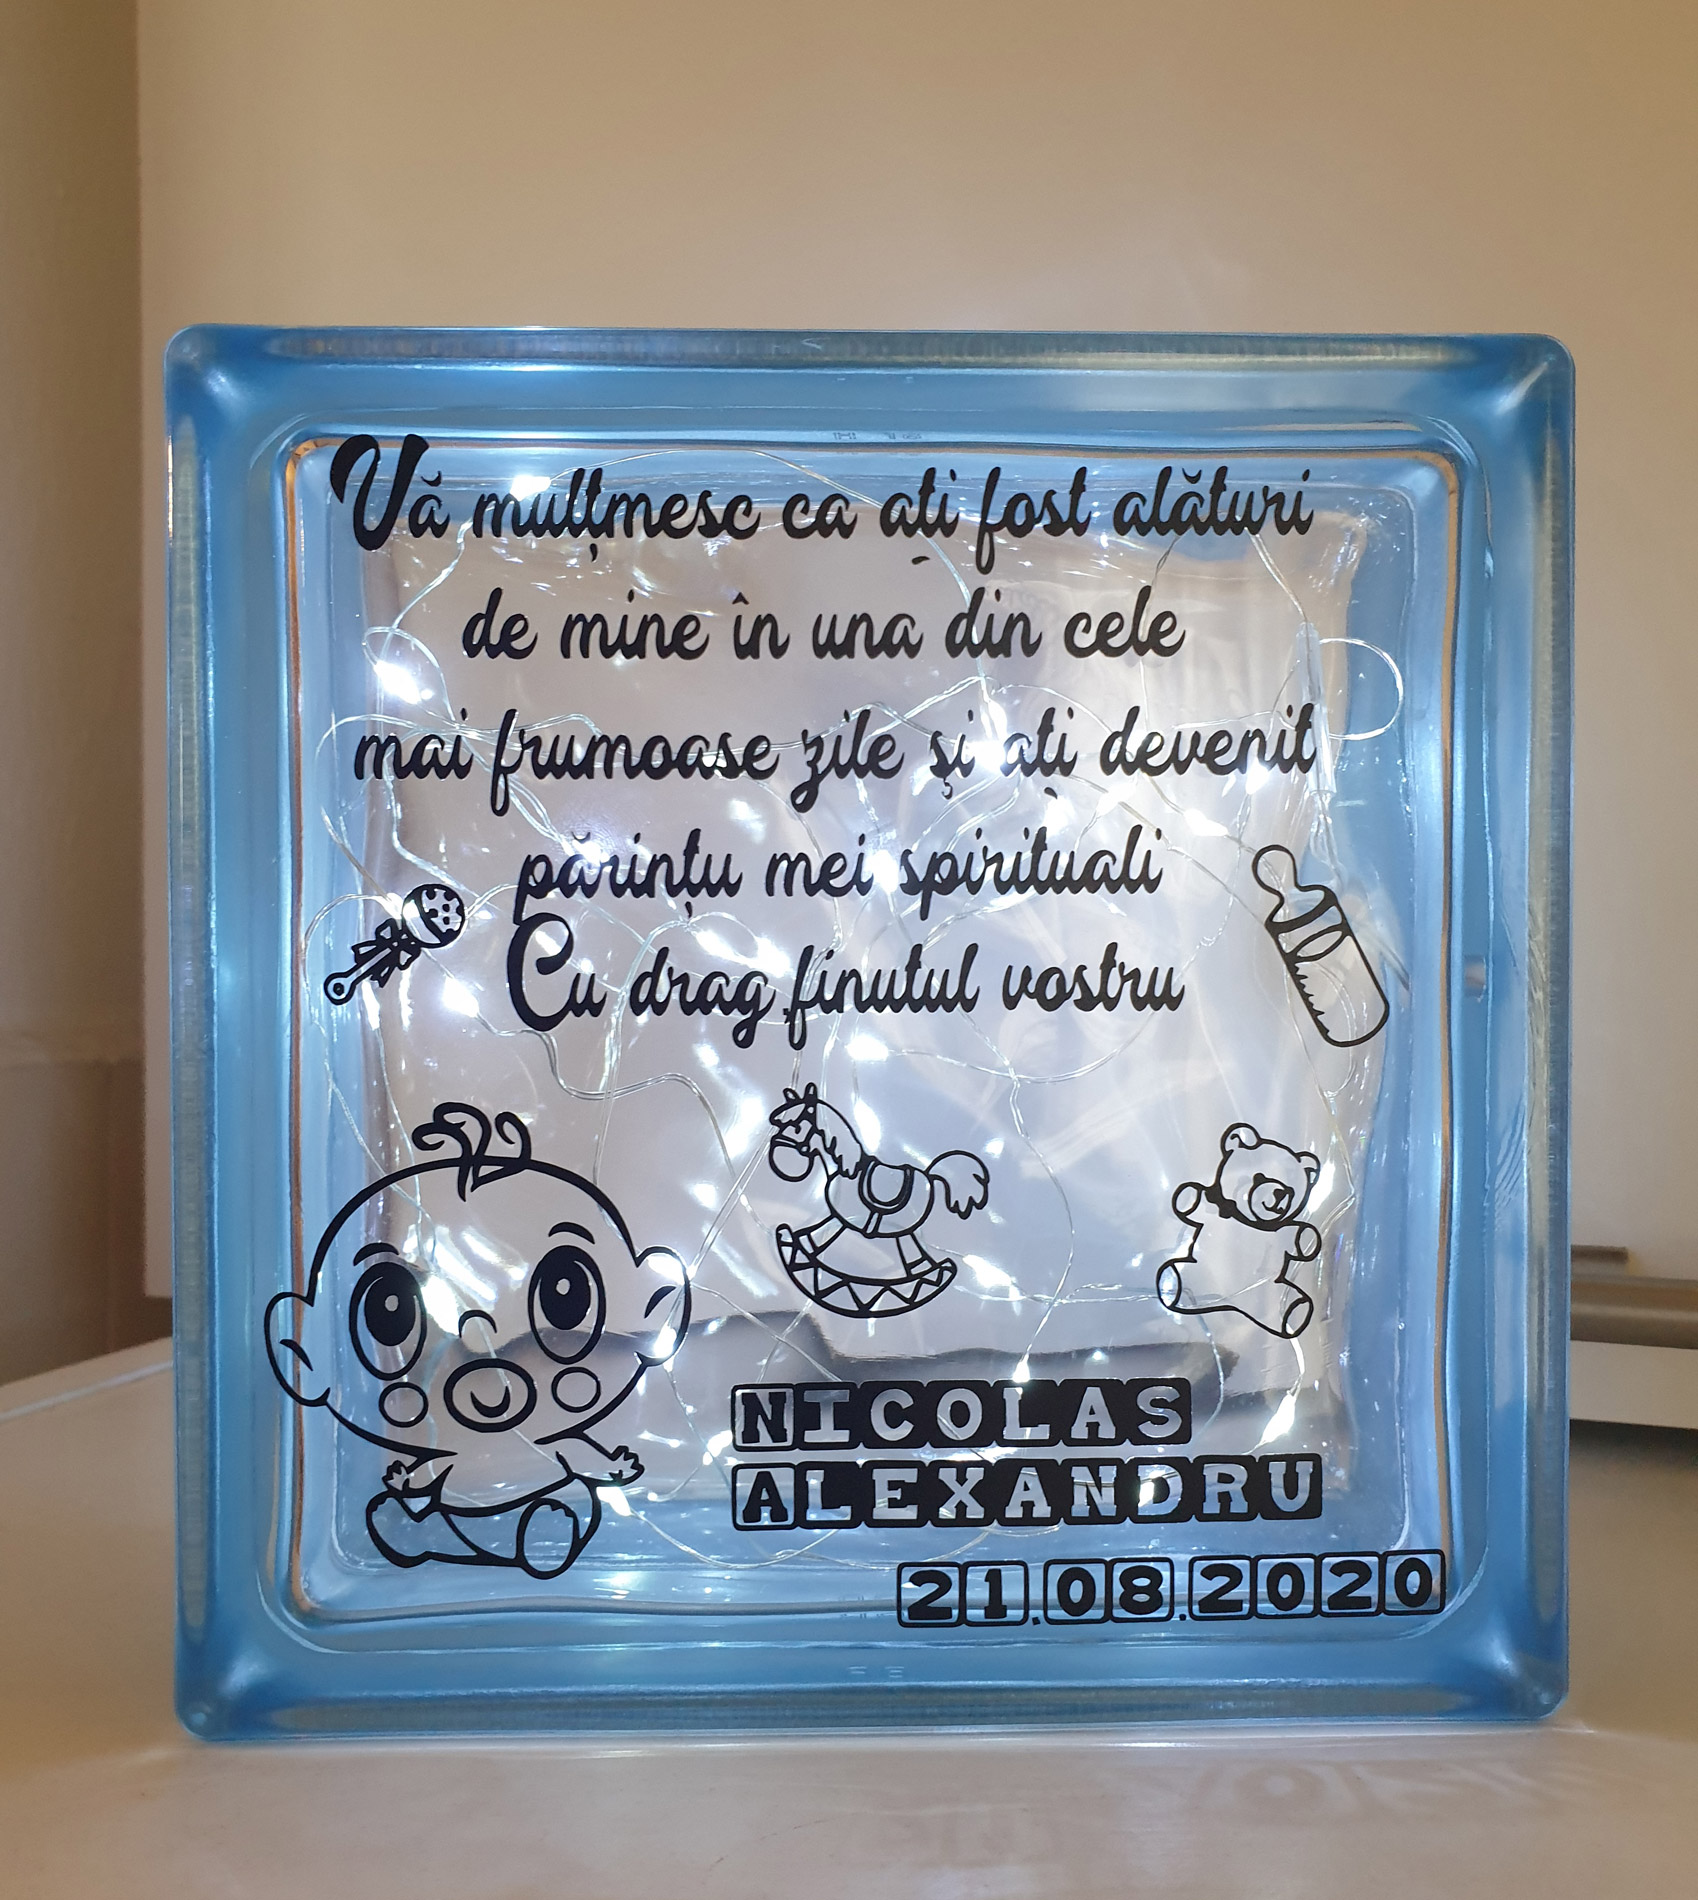 Vă mulțmesc ca ați fost alături
de mine în una din cele
mai frumoase zile și ați devenit
părințu mei spirituali
Cu drag finutul vostru
NICOLAS
ALEXANDRU
21.08.2020